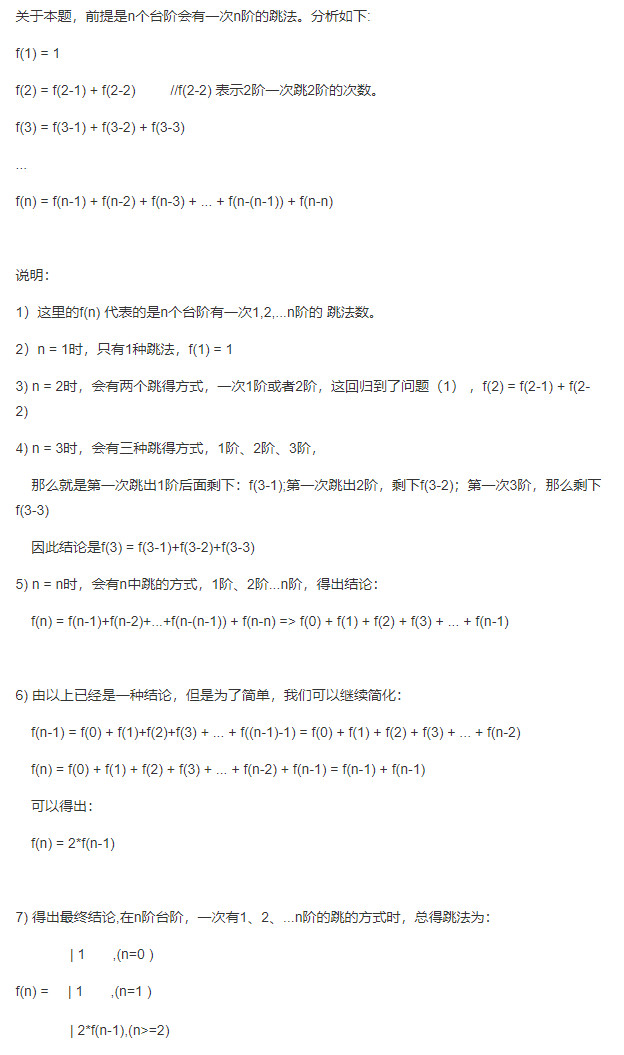 关于本题，前提是n个台阶会有一次n阶的跳法。分析如下:
f(1) = 1
f(2) = f(2-1) + f(2-2)         //f(2-2) 表示2阶一次跳2阶的次数。
f(3) = f(3-1) + f(3-2) + f(3-3)
...
f(n) = f(n-1) + f(n-2) + f(n-3) + ... + f(n-(n-1)) + f(n-n)
说明：
1）这里的f(n) 代表的是n个台阶有一次1,2,...n阶的 跳法数。
2）n = 1时，只有1种跳法，f(1) = 1
3) n = 2时，会有两个跳得方式，一次1阶或者2阶，这回归到了问题（1） ，f(2) = f(2-1) + f(2-
2)
4) n = 3时，会有三种跳得方式，1阶、2阶、3阶，
那么就是第一次跳出1阶后面剩下：f(3-1);第一次跳出2阶，剩下f(3-2)；第一次3阶，那么剩下
f(3-3)
因此结论是f(3) = f(3-1)+f(3-2)+f(3-3)
5) n = n时，会有n中跳的方式，1阶、2阶...n阶，得出结论：
f(n) = f(n-1)+f(n-2)+...+f(n-(n-1)) + f(n-n) => f(0) + f(1) + f(2) + f(3) + ... + f(n-1)
6) 由以上已经是一种结论，但是为了简单，我们可以继续简化：
f(n-1) = f(0) + f(1)+f(2)+f(3) + ... + f((n-1)-1) = f(0) + f(1) + f(2) + f(3) + ... + f(n-2)
f(n) = f(0) + f(1) + f(2) + f(3) + ... + f(n-2) + f(n-1) = f(n-1) + f(n-1)
可以得出：
f(n) = 2*f(n-1)
7) 得出最终结论,在n阶台阶，一次有1、2、...n阶的跳的方式时，总得跳法为：
| 1       ,(n=0 )
f(n) =     | 1       ,(n=1 )
| 2*f(n-1),(n>=2)